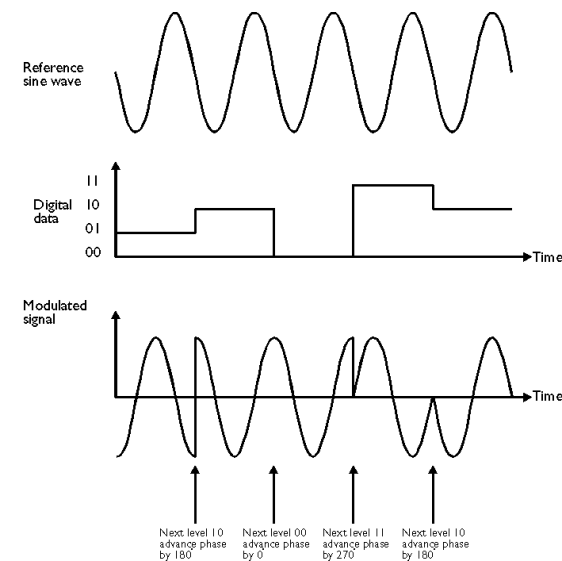 Reference
sine wave
11
10
01
00
Digital
data
Time
Modulated
signal
Time
Next level 10
advance phase
by 180
Next level 00
advance phase
by 0
Next level 11
advance phase
by 270
Next level 10
advance phase
by 180